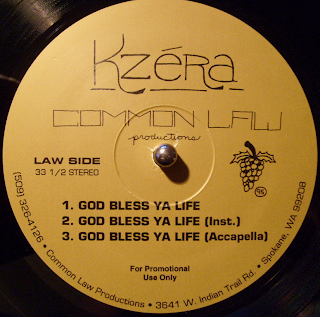 Kzéra
COMMON LAW
productions
LAW SIDE
33 1/2 STEREO
1. GOD BLESS YA LIFE
2. GOD BLESS YA LIFE (Inst.)
3. GOD BLESS YA LIFE (Accapella)
For Promotional
Use Only
(509) 326-4126 • Common Law Productions • 3641 W. Indian Trail Rd. • Spokane, WA 99208